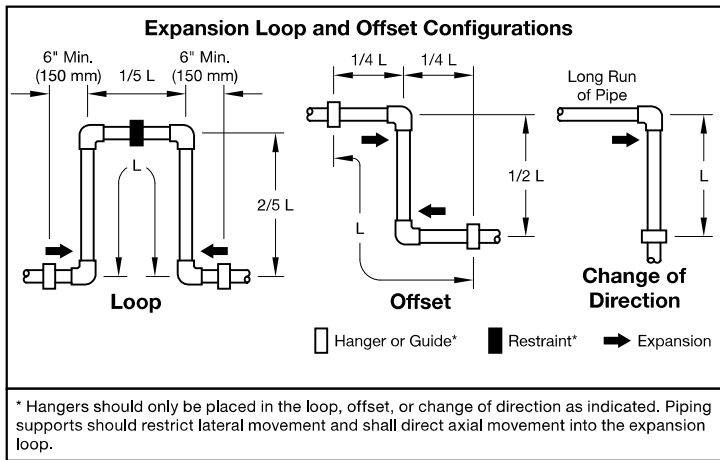 Expansion Loop and Offset Configurations
6" Min.
(150 mm)
1/5 L
6" Min.
(150 mm)
L
2/5 L
Loop
1/4 L
1/4 L
1/2 L
L
Offset
Long Run
of Pipe
L
Change of
Direction
Hanger or Guide*
Restraint*
Expansion
* Hangers should only be placed in the loop, offset, or change of direction as indicated. Piping
supports should restrict lateral movement and shall direct axial movement into the expansion
loop.